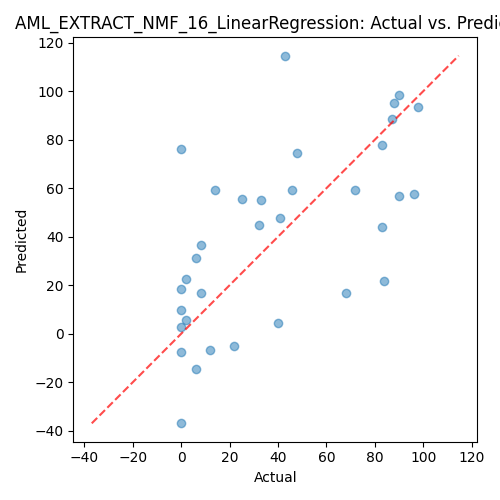 AML_EXTRACT_NMF_16_LinearRegression: Actual vs. Predic
120
100
80
60
40
20
0
−20
−40
Predicted
−40 −20 0 20 40 60 80 100 120
Actual